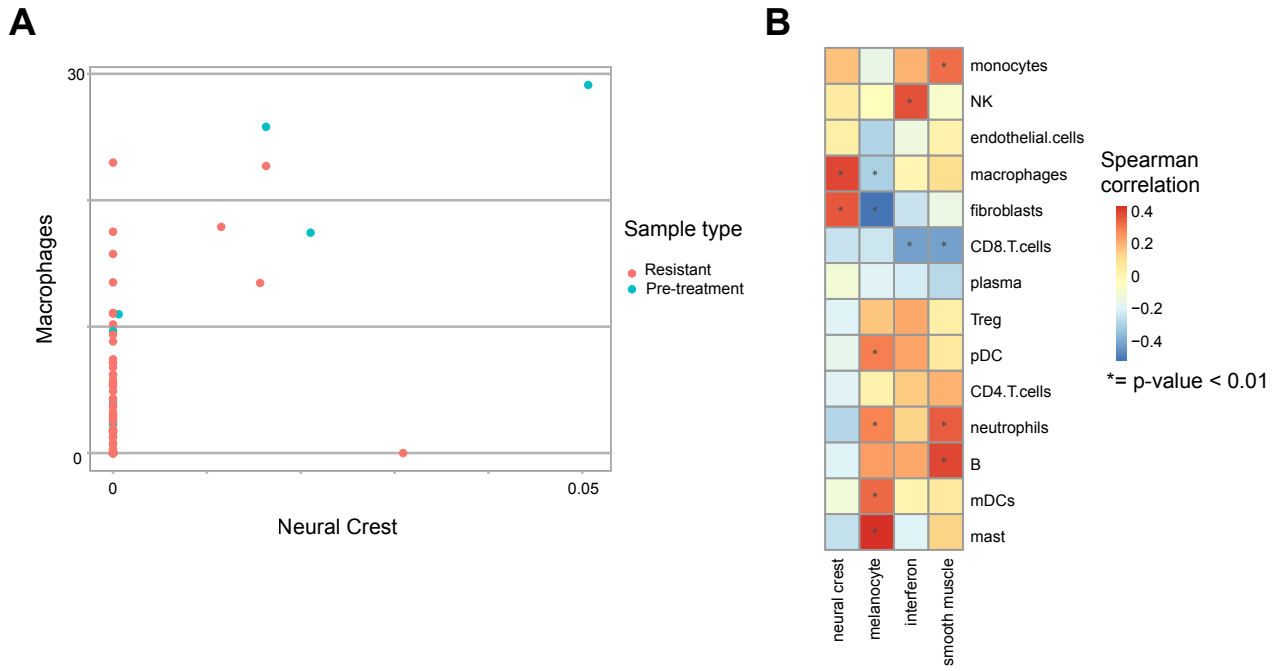 A
30
0
Macrophages
0
0.05
Neural Crest
Sample type
Resistant
Pre-treatment
B
monocytes
NK
endothelial.cells
macrophages
fibroblasts
CD8.T.cells
plasma
Treg
pDC
CD4.T.cells
neutrophils
B
mDCs
mast
neural crest
melanocyte
interferon
smooth muscle
Spearman
correlation
0.4
0.2
0
−0.2
−0.4
*= p-value < 0.01